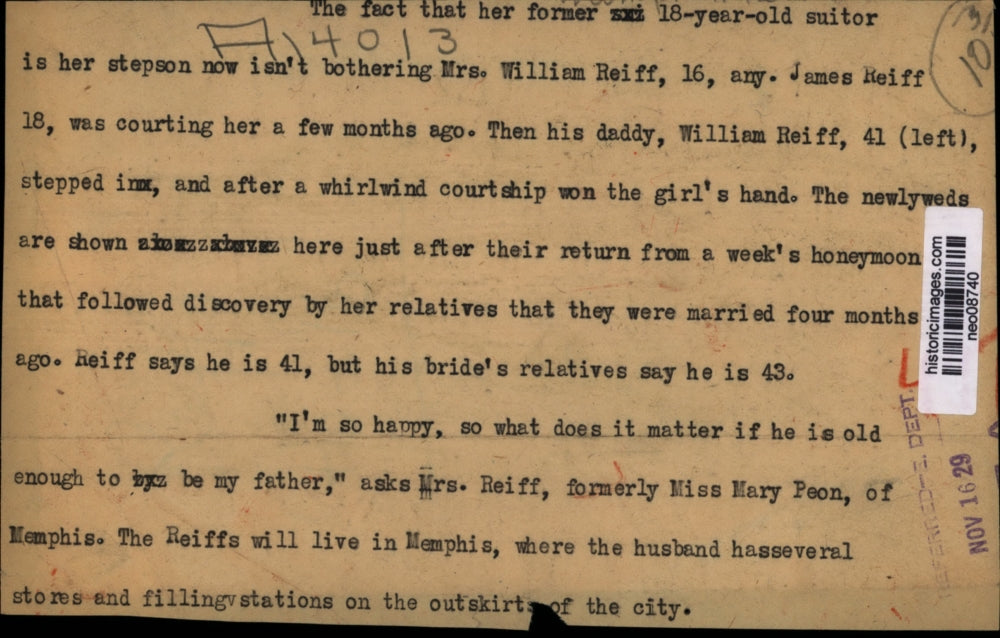 The fact that her former sxi 18-year-old suitor
A14013
31
10
is her stepson now isn't bothering Mrs. William Reiff, 16, any. James Reiff
18, was courting her a few months ago. Then his daddy, William Reiff, 41 (left),
stepped inx, and after a whirlwind courtship won the girl's hand. The newlyweds
are shown here just after their return from a week's honeymoon
that followed discovery by her relatives that they were married four months
ago. Reiff says he is 41, but his bride's relatives say he is 43.
"I'm so happy, so what does it matter if he is old
enough to byx be my father," asks Mrs. Reiff, formerly Miss Mary Peon, of
Memphis. The Reiffs will live in Memphis, where the husband hasseveral
stores and fillingvstations on the outskirts of the city.
historicimages.com
neo08740
REFERRED-E. DEPT.
NOV 16 29